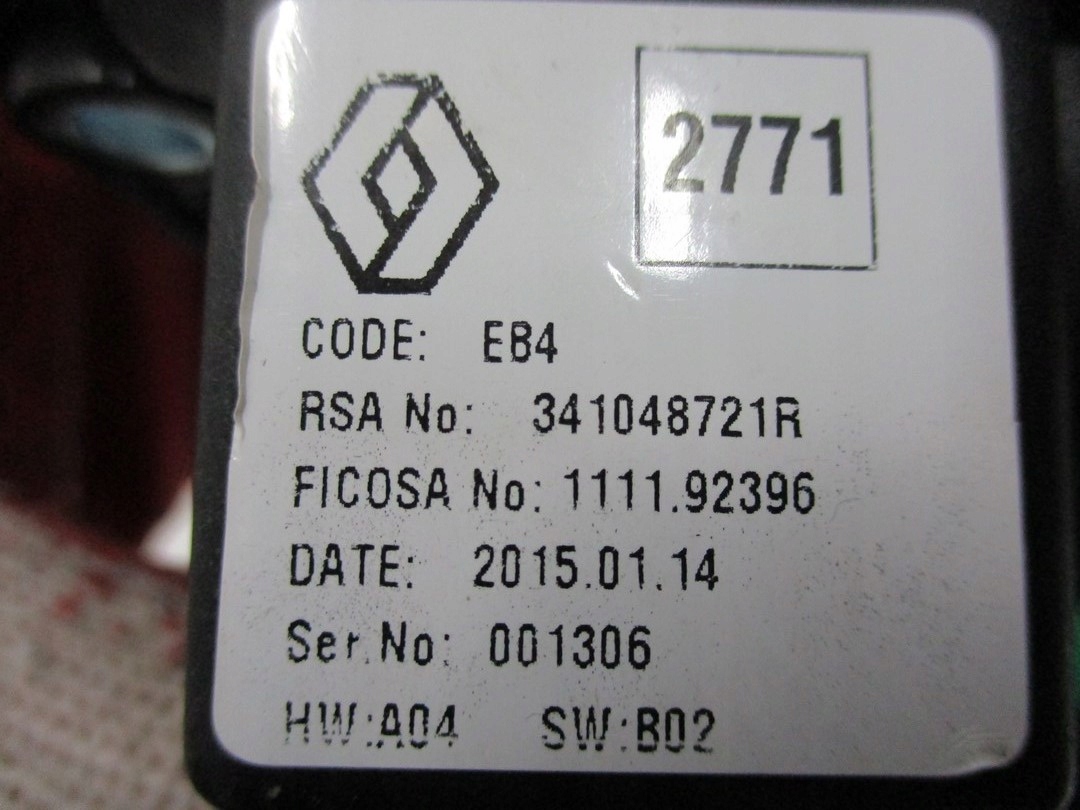 2771
CODE: EB4
RSA No: 341048721R
FICOSA No: 1111.92396
DATE: 2015.01.14
Ser.No: 001306
HW:A04 SW:B02